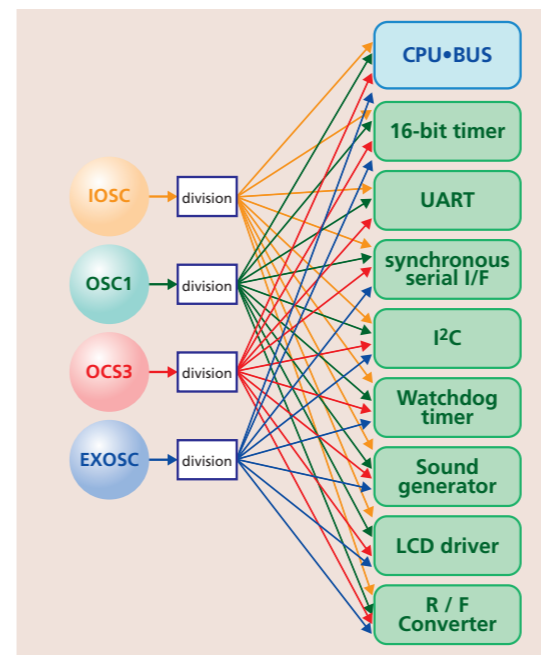 CPU•BUS
16-bit timer
IOSC
division
UART
OSC1
division
synchronous
serial I/F
I²C
OCS3
division
Watchdog
timer
EXOSC
division
Sound
generator
LCD driver
R / F
Converter